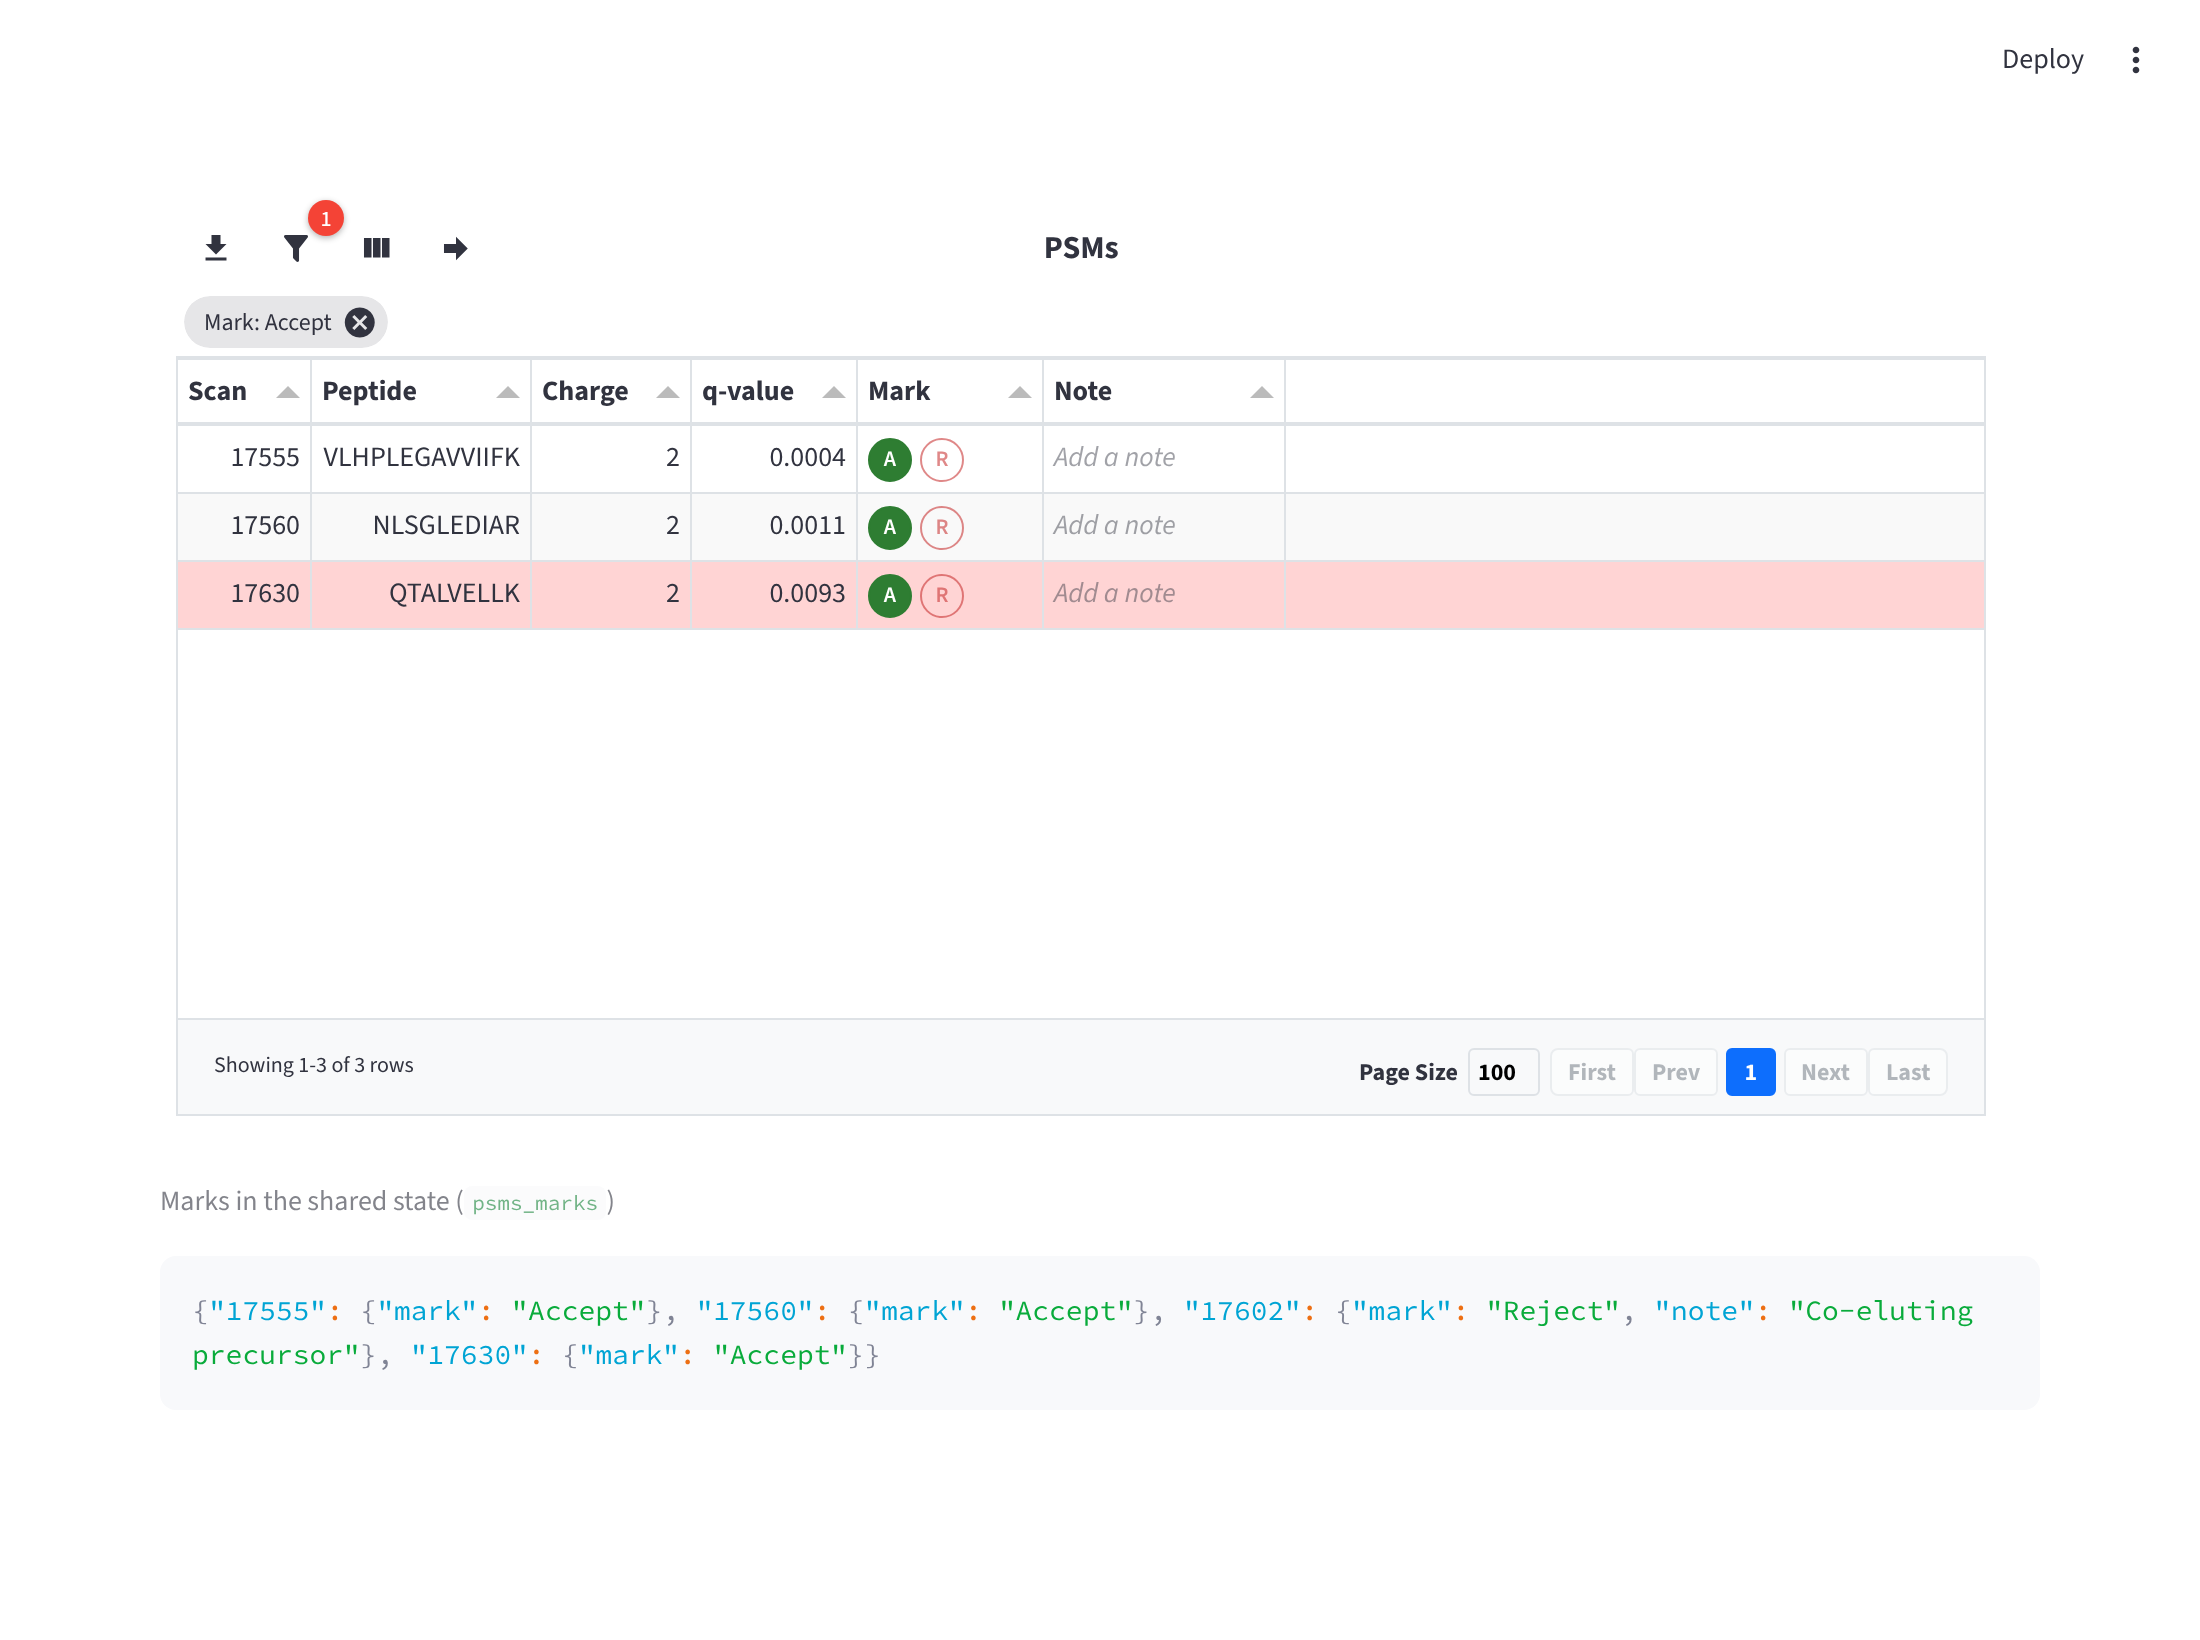 Deploy
1
PSMs
Mark: Accept
Scan Peptide Charge q-value Mark Note
17555 VLHPLEGAVVIIFK 2 0.0004 A R Add a note
17560 NLSGLEDIAR 2 0.0011 A R Add a note
17630 QTALVELLK 2 0.0093 A R Add a note
Showing 1-3 of 3 rows Page Size 100 First Prev 1 Next Last
Marks in the shared state ( psms_marks )
{"17555": {"mark": "Accept"}, "17560": {"mark": "Accept"}, "17602": {"mark": "Reject", "note": "Co-eluting
precursor"}, "17630": {"mark": "Accept"}}